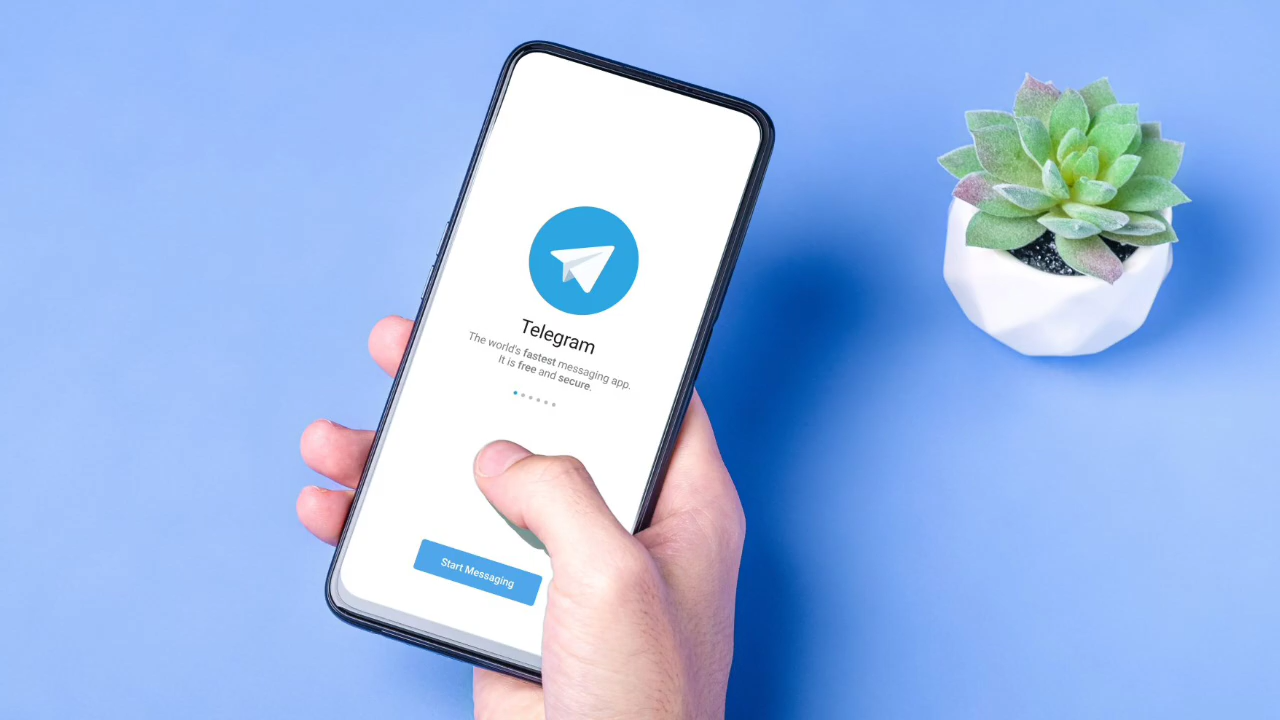 Telegram
The world's fastest messaging app.
It is free and secure.
Start Messaging